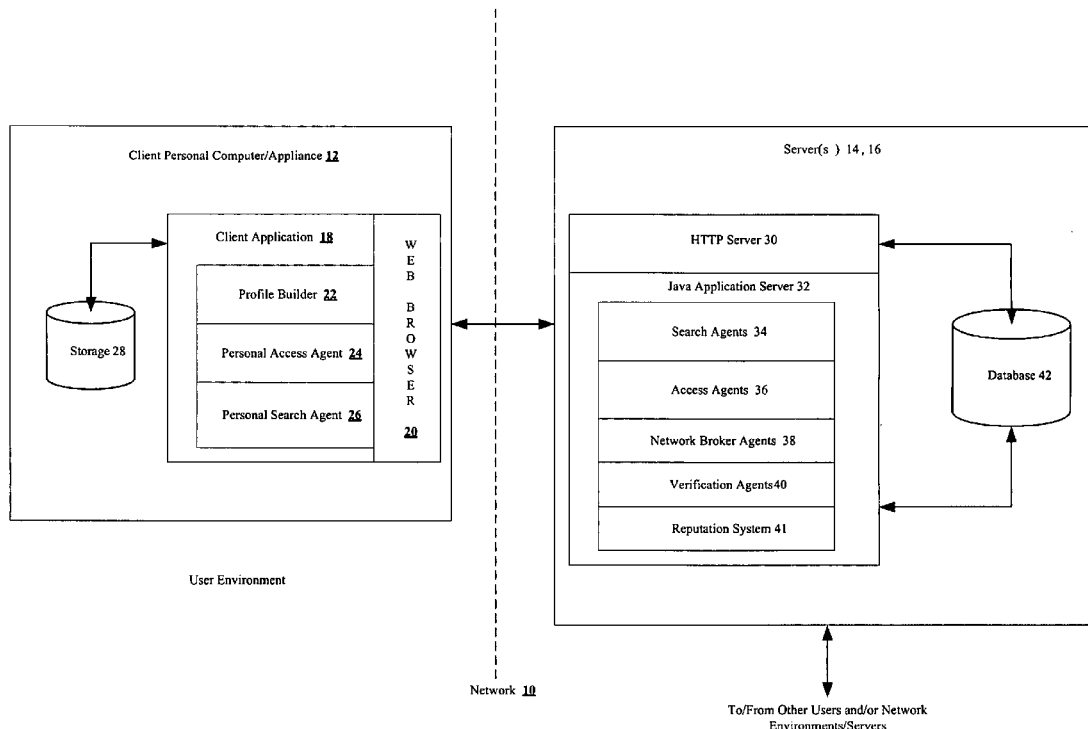 Client Personal Computer/Appliance 12
Client Application 18
Profile Builder 22
Personal Access Agent 24
Personal Search Agent 26
WEB BROWSER 20
Storage 28
User Environment
Network 10
Server(s ) 14, 16
HTTP Server 30
Java Application Server 32
Search Agents 34
Access Agents 36
Network Broker Agents 38
Verification Agents40
Reputation System 41
Database 42
To/From Other Users and/or Network
Environments/Servers